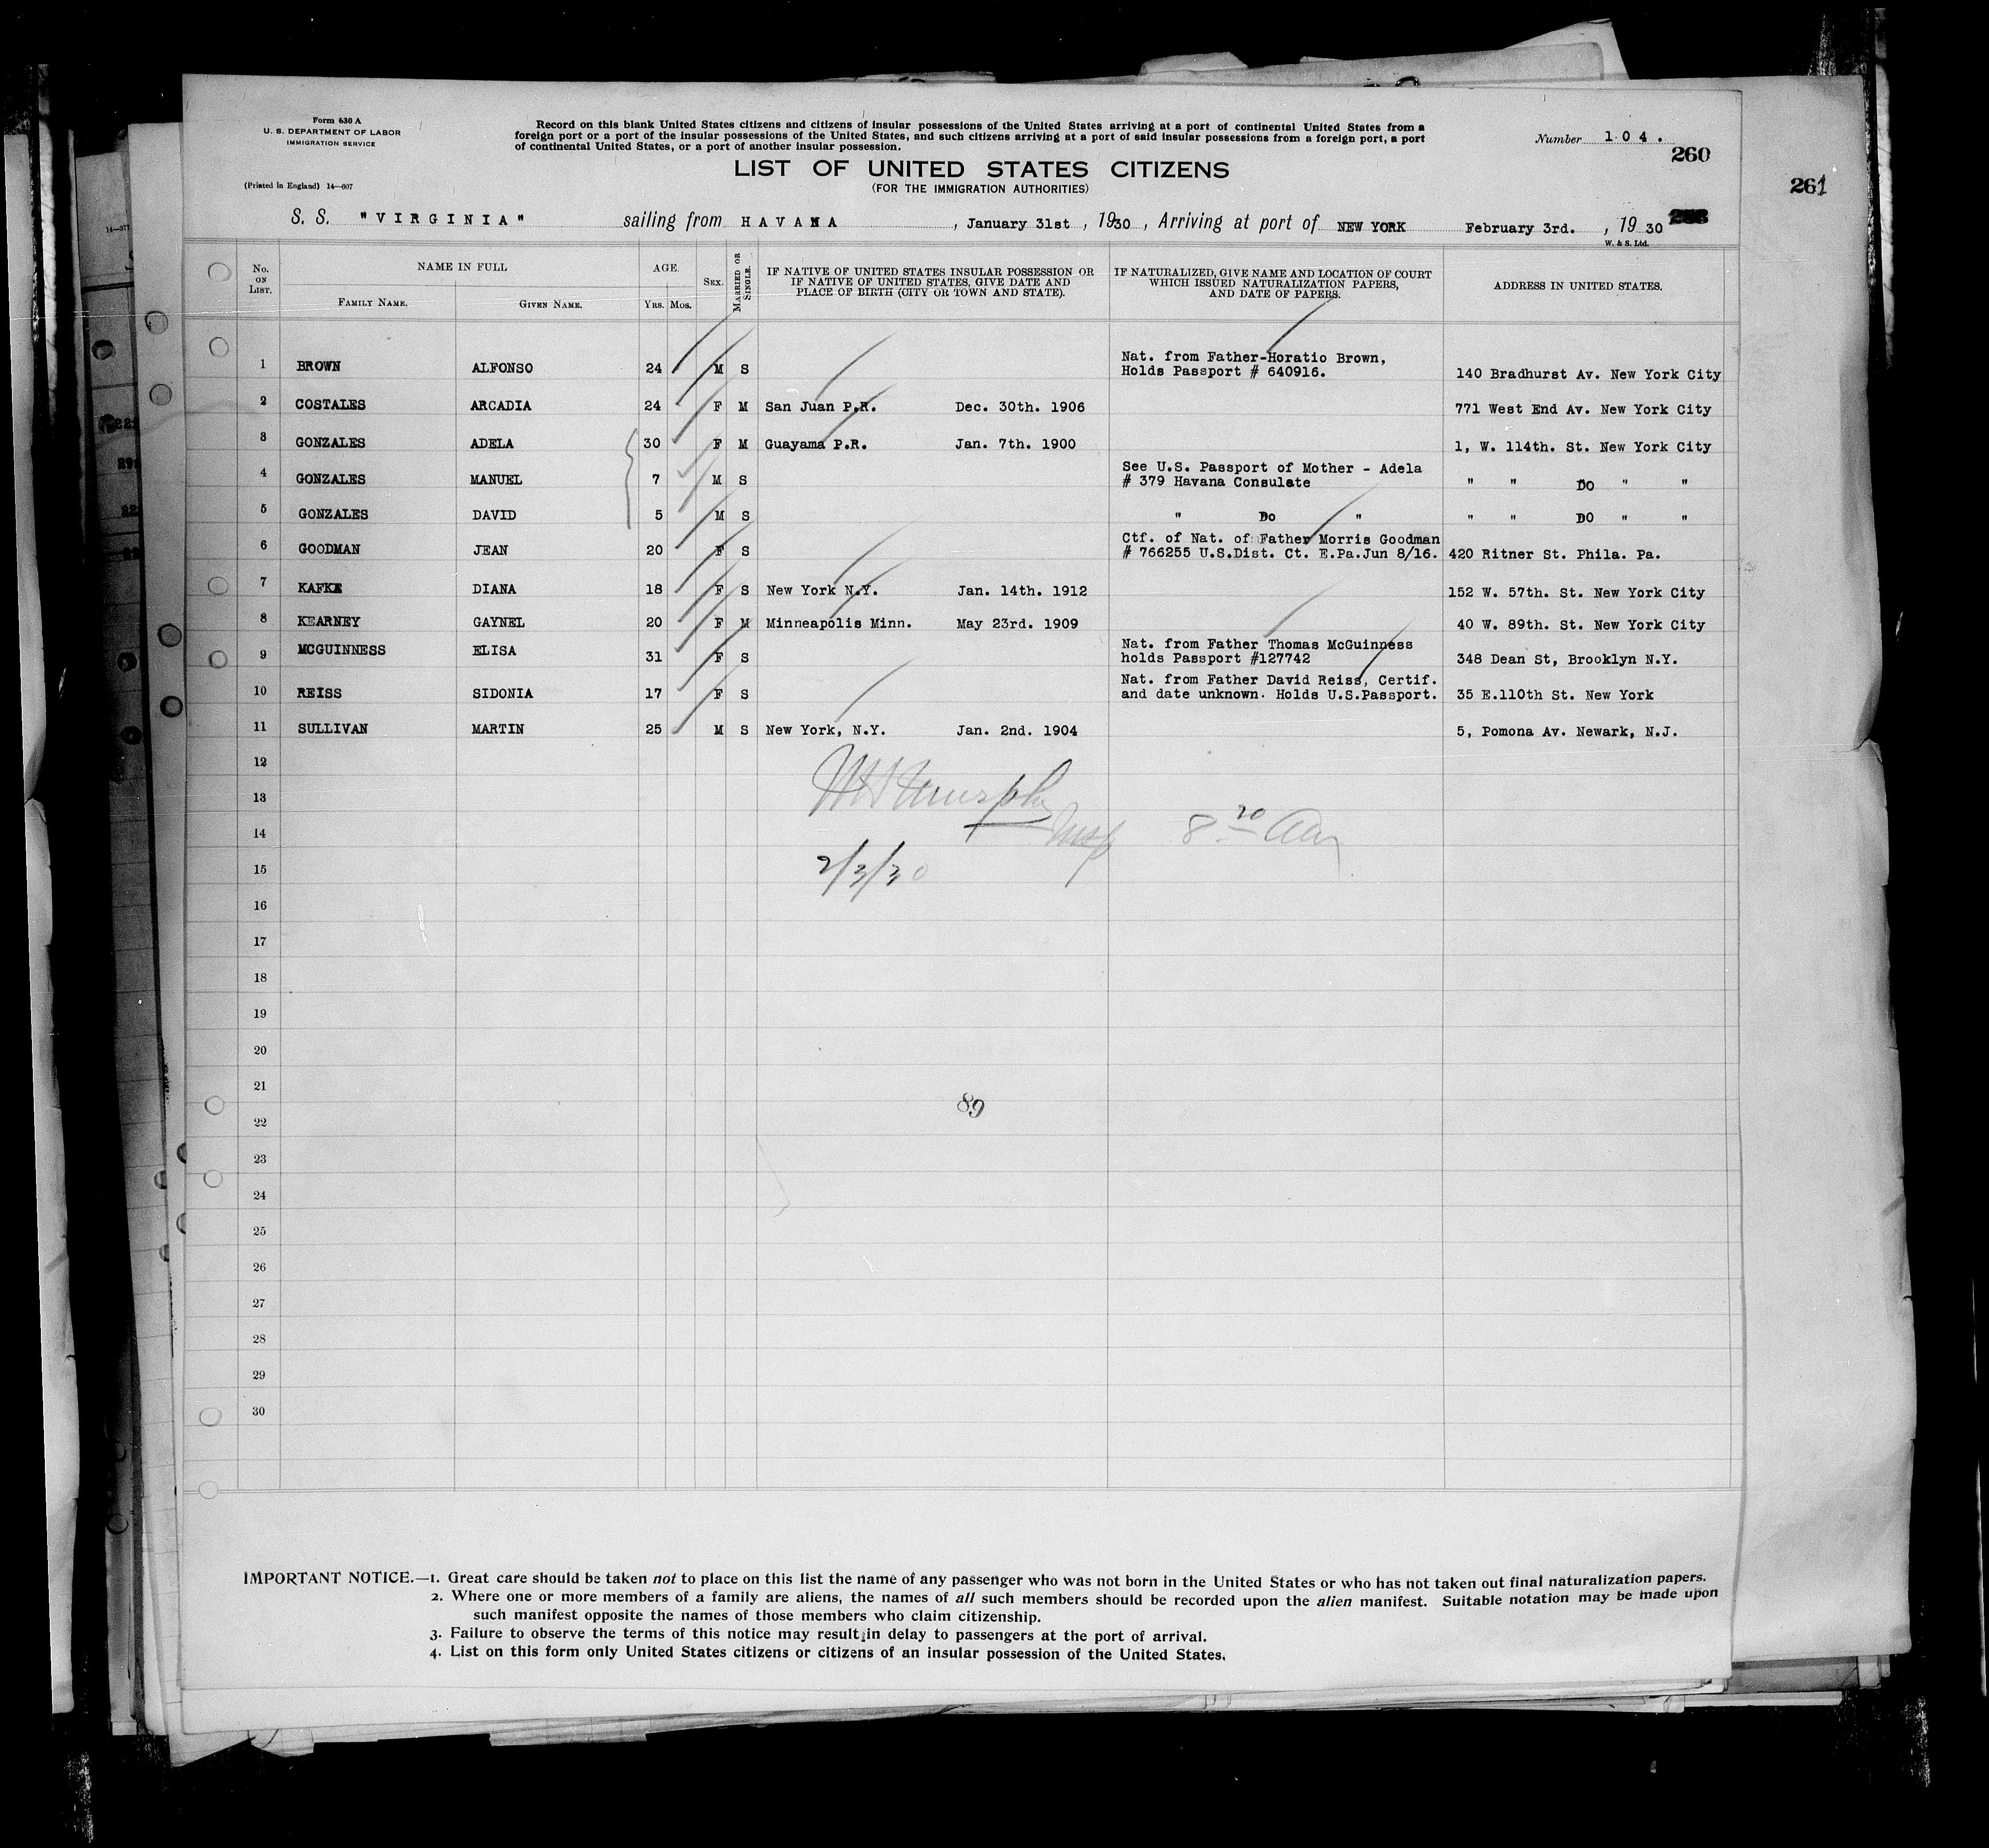 Form 630 A
U. S. DEPARTMENT OF LABOR
IMMIGRATION SERVICE
(Printed in England) 14—607
Record on this blank United States citizens and citizens of insular possessions of the United States arriving at a port of continental United States from a
foreign port or a port of the insular possessions of the United States, and such citizens arriving at a port of said insular possessions from a foreign port, a port
of continental United States, or a port of another insular possession.
Number 104.
260
261
LIST OF UNITED STATES CITIZENS
(FOR THE IMMIGRATION AUTHORITIES)
S. S. "VIRGINIA" sailing from HAVANA, January 31st, 1930, Arriving at port of NEW YORK February 3rd., 1930
W. & S. Ltd.
No. ON LIST. NAME IN FULL AGE. SEX. MARRIED OR SINGLE. IF NATIVE OF UNITED STATES INSULAR POSSESSION OR IF NATIVE OF UNITED STATES, GIVE DATE AND PLACE OF BIRTH (CITY OR TOWN AND STATE). IF NATURALIZED, GIVE NAME AND LOCATION OF COURT WHICH ISSUED NATURALIZATION PAPERS, AND DATE OF PAPERS. ADDRESS IN UNITED STATES.
FAMILY NAME. GIVEN NAME. YRS. MOS.
1 BROWN ALFONSO 24 M S Nat. from Father-Horatio Brown, Holds Passport # 640916. 140 Bradhurst Av. New York City
2 COSTALES ARCADIA 24 F M San Juan P.R. Dec. 30th. 1906 771 West End Av. New York City
3 GONZALES ADELA 30 F M Guayama P.R. Jan. 7th. 1900 1, W. 114th. St. New York City
4 GONZALES MANUEL 7 M S See U.S. Passport of Mother - Adela # 379 Havana Consulate " " DO " "
5 GONZALES DAVID 5 M S " Do " " " DO " "
6 GOODMAN JEAN 20 F S Ctf. of Nat. of Father Morris Goodman # 766255 U.S.Dist. Ct. E.Pa.Jun 8/16. 420 Ritner St. Phila. Pa.
7 KAFKE DIANA 18 F S New York N.Y. Jan. 14th. 1912 152 W. 57th. St. New York City
8 KEARNEY GAYNEL 20 F M Minneapolis Minn. May 23rd. 1909 40 W. 89th. St. New York City
9 MCGUINNESS ELISA 31 F S Nat. from Father Thomas McGuinness holds Passport #127742 348 Dean St, Brooklyn N.Y.
10 REISS SIDONIA 17 F S Nat. from Father David Reiss, Certif. and date unknown. Holds U.S.Passport. 35 E.110th St. New York
11 SULLIVAN MARTIN 25 M S New York, N.Y. Jan. 2nd. 1904 5, Pomona Av. Newark, N.J.
12
13 Murphy
14 Insp 8 20 Am
15 2/3/30
16
17
18
19
20
21
89
22
23
24
25
26
27
28
29
30
IMPORTANT NOTICE.—1. Great care should be taken not to place on this list the name of any passenger who was not born in the United States or who has not taken out final naturalization papers.
2. Where one or more members of a family are aliens, the names of all such members should be recorded upon the alien manifest. Suitable notation may be made upon
such manifest opposite the names of those members who claim citizenship.
3. Failure to observe the terms of this notice may result in delay to passengers at the port of arrival.
4. List on this form only United States citizens or citizens of an insular possession of the United States.